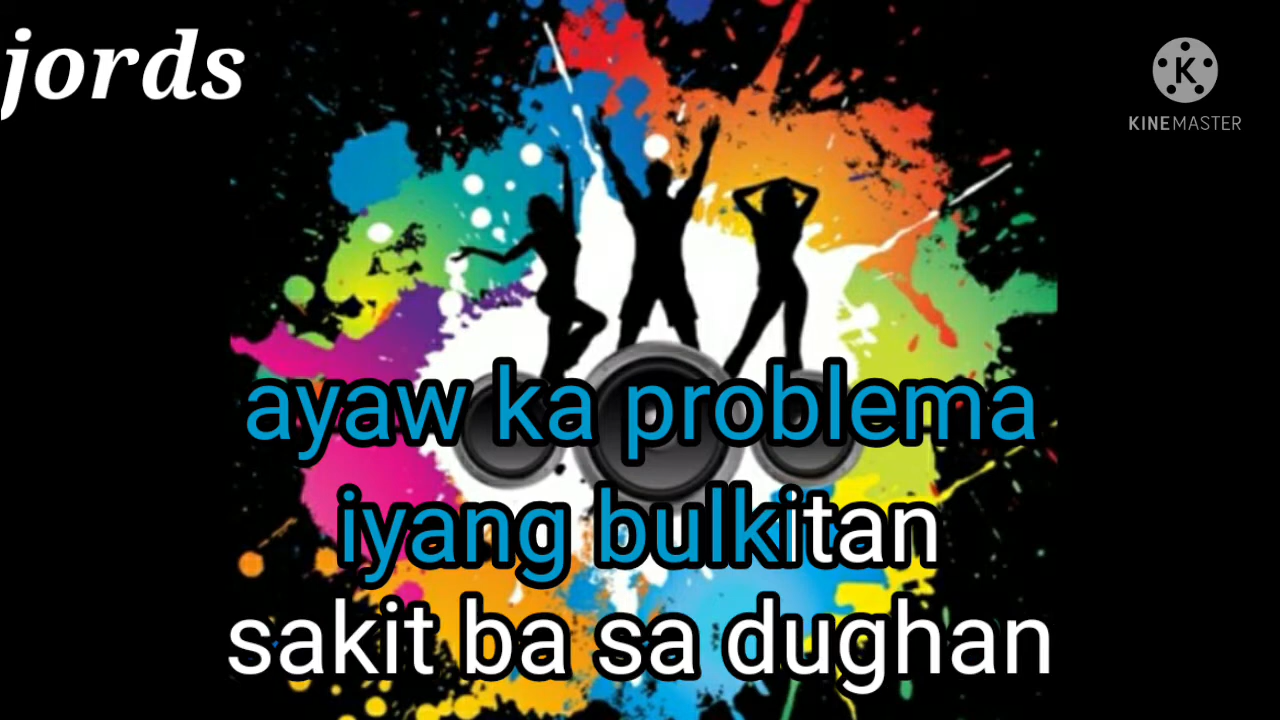 jords
K
KINEMASTER
ayaw ka problema
iyang bulkitan
sakit ba sa dughan